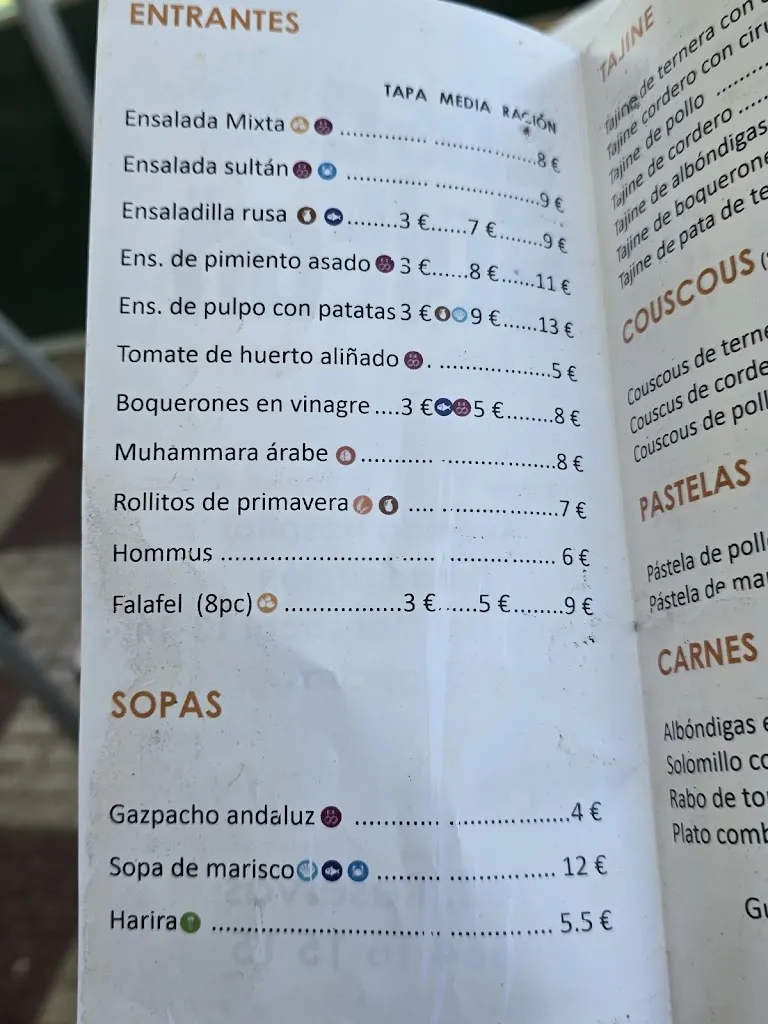 ENTRANTES
TAPA MEDIA RACIÓN
Ensalada Mixta ........................8 €
Ensalada sultán ........................9 €
Ensaladilla rusa ........3 €......7 €........9 €
Ens. de pimiento asado 3 €......8 €......11 €
Ens. de pulpo con patatas 3 € 9 €......13 €
Tomate de huerto aliñado . ....................5 €
Boquerones en vinagre....3 € 5 €........8 €
Muhammara árabe ..............................8 €
Rollitos de primavera .... ....................7 €
Hommus .................................................. 6 €
Falafel (8pc) .................3 €......5 €........9 €
SOPAS
Gazpacho andaluz ................................4 €
Sopa de marisco .......................... 12 €
Harira .................................................. 5.5 €
TAJINE
Tajine de ternera con
Tajine cordero con
Tajine de pollo ........
Tajine de cordero .....
Tajine de albóndigas
Tajine de
Tajine de pata de
COUSCOUS (
Couscous de
Couscus de
Couscous de
PASTELAS
Pástela de
Pástela de
CARNES
Albóndigas
Solomillo
Rabo de
Plato